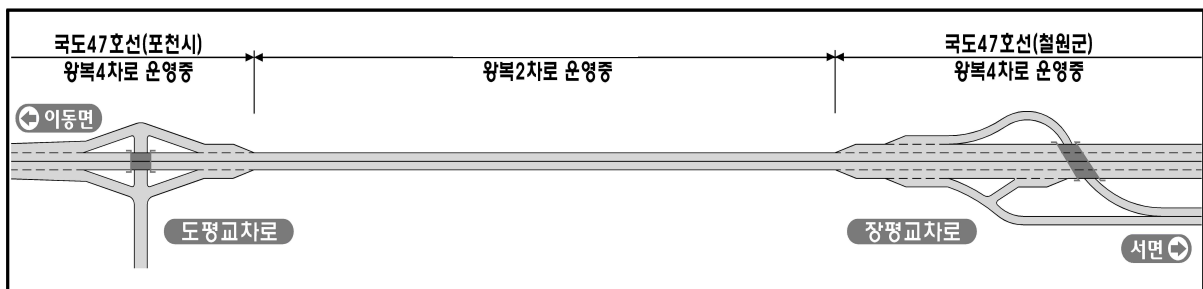 국도47호선(포천시)
왕복4차로 운영중
왕복2차로 운영중
국도47호선(철원군)
왕복4차로 운영중
이동면
도평교차로
장평교차로
서면